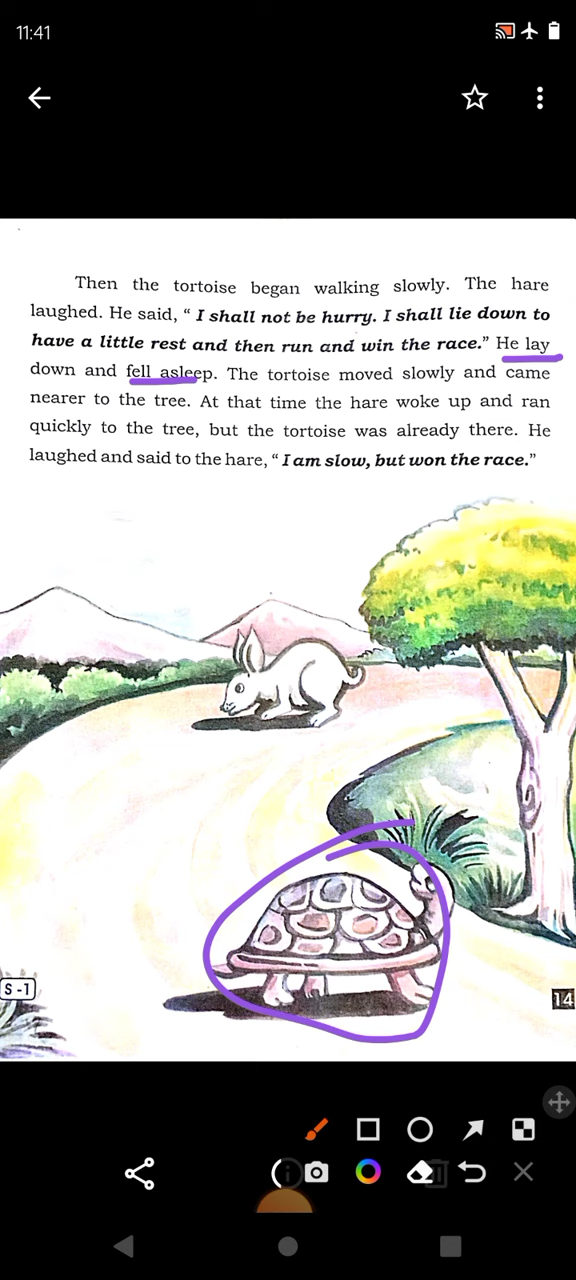 11:41
Then the tortoise began walking slowly. The hare
laughed. He said, “ I shall not be hurry. I shall lie down to
have a little rest and then run and win the race.” He lay
down and fell asleep. The tortoise moved slowly and came
nearer to the tree. At that time the hare woke up and ran
quickly to the tree, but the tortoise was already there. He
laughed and said to the hare, “ I am slow, but won the race.”
S -1
14